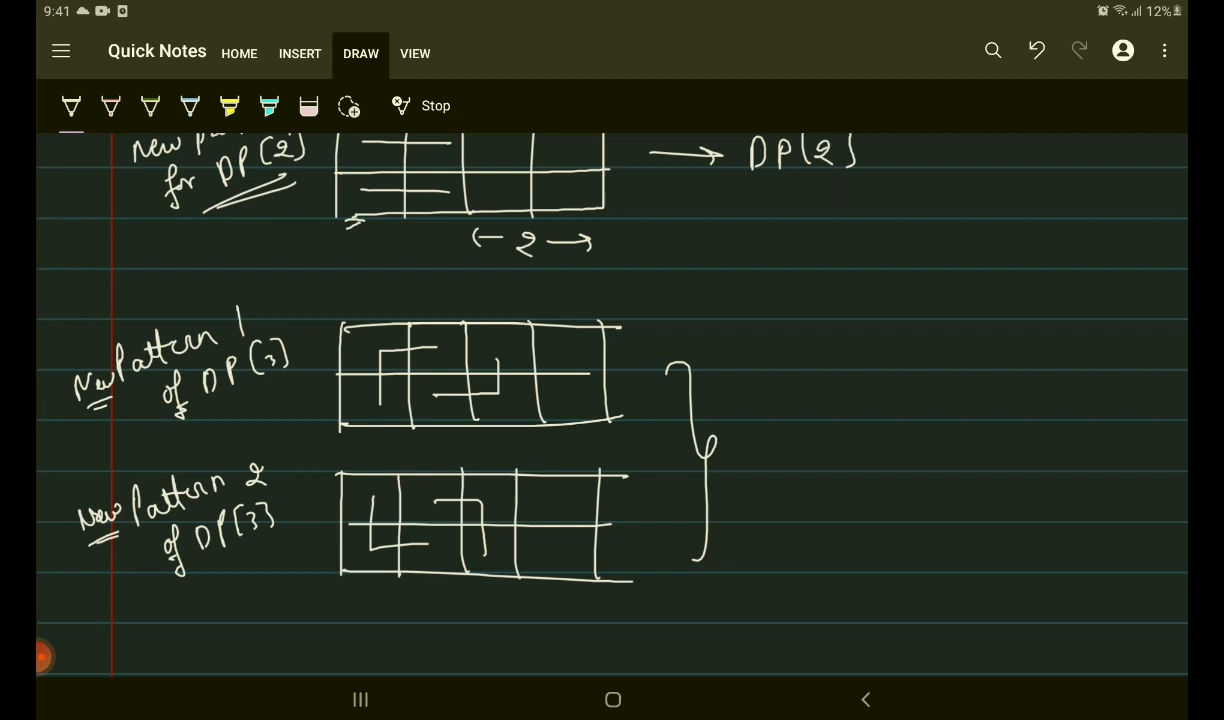 9:41
12%
Quick Notes HOME INSERT DRAW VIEW
Stop
New
for DP[2]
DP[2]
2
New Pattern 1
of DP[3]
New Pattern 2
of DP[3]